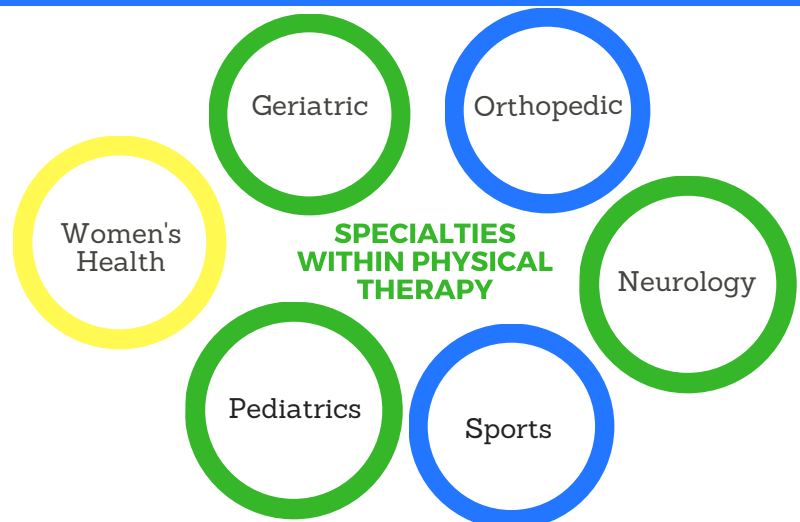 Geriatric
Orthopedic
Women's
Health
SPECIALTIES
WITHIN PHYSICAL
THERAPY
Neurology
Pediatrics
Sports